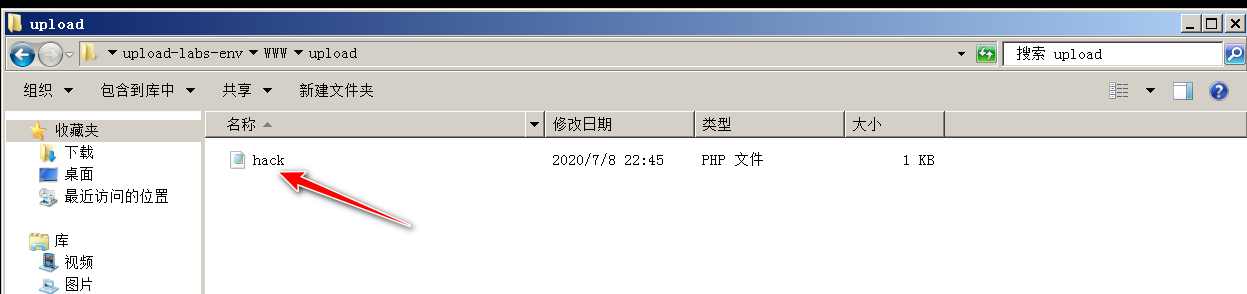 upload
upload-labs-env WWW upload
搜索 upload
组织 包含到库中 共享 新建文件夹
收藏夹
下载
桌面
最近访问的位置
库
视频
图片
名称 修改日期 类型 大小
hack 2020/7/8 22:45 PHP 文件 1 KB